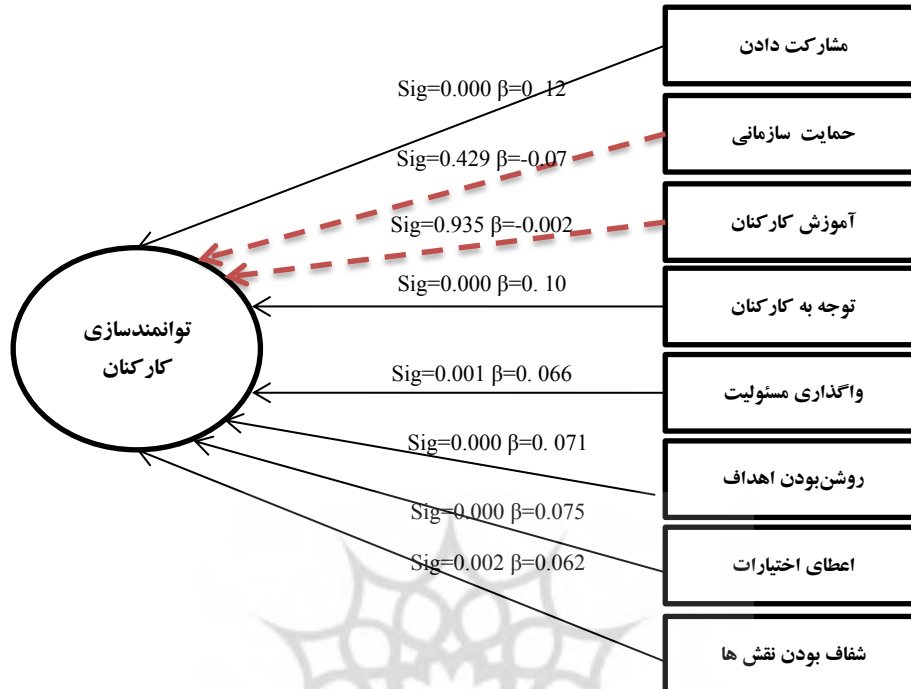 مشارکت دادن
Sig=0.000 β=0. 12
حمایت سازمانی
Sig=0.429 β=-0.07
آموزش کارکنان
Sig=0.935 β=-0.002
توجه به کارکنان
Sig=0.000 β=0. 10
توانمندسازی
کارکنان
واگذاری مسئولیت
Sig=0.001 β=0. 066
روشن‌بودن اهداف
Sig=0.000 β=0. 071
اعطای اختیارات
Sig=0.000 β=0.075
شفاف بودن نقش ها
Sig=0.002 β=0.062